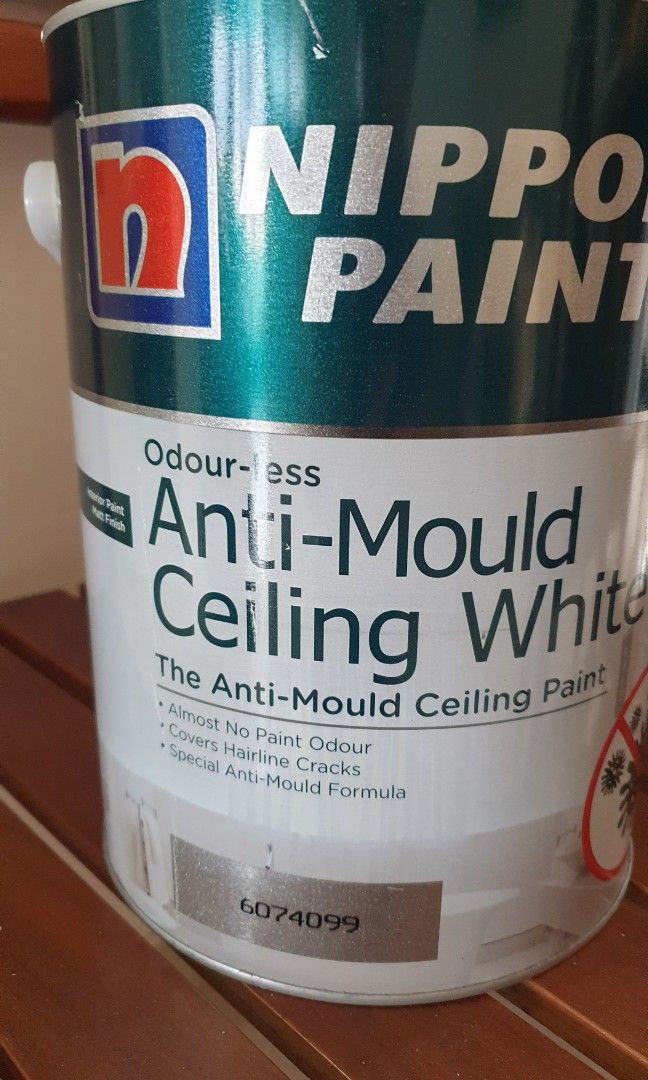 n
NIPPO
PAINT
Odour-less
Interior Paint
Matt Finish
Anti-Mould
Ceiling White
The Anti-Mould Ceiling Paint
• Almost No Paint Odour
• Covers Hairline Cracks
• Special Anti-Mould Formula
6074099